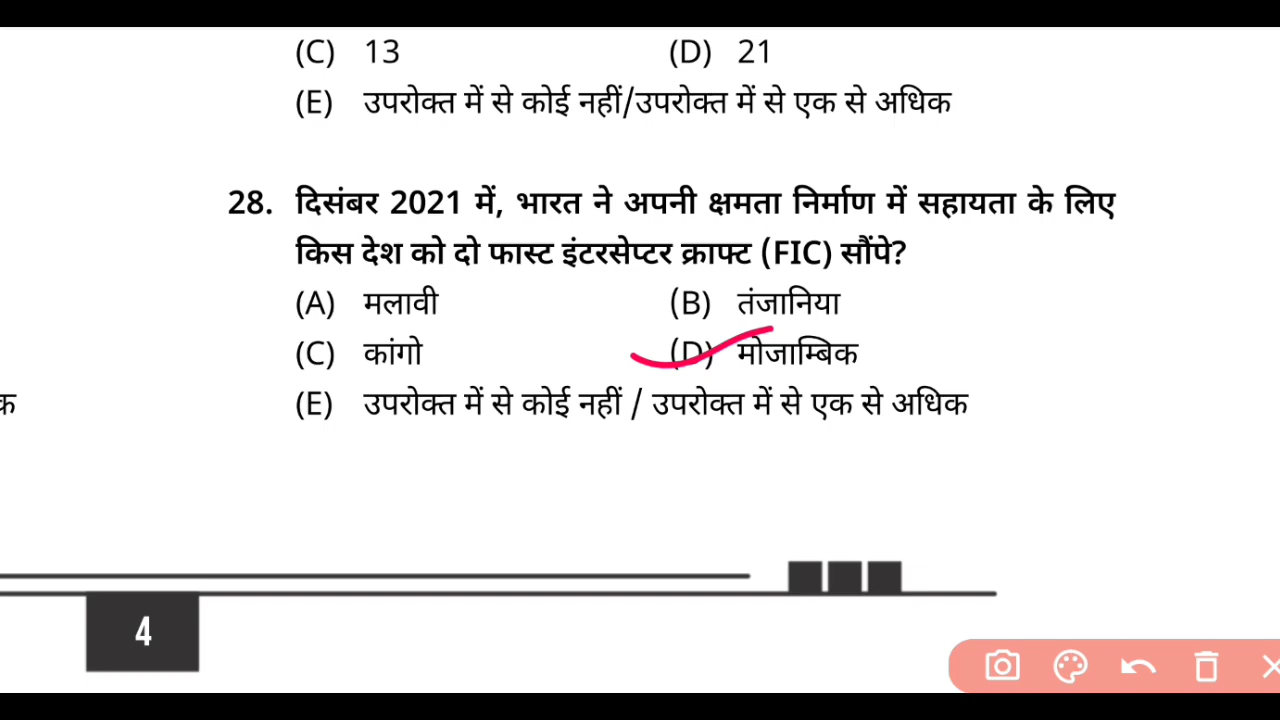 (C) 13 (D) 21
(E) उपरोक्त में से कोई नहीं/उपरोक्त में से एक से अधिक
28. दिसंबर 2021 में, भारत ने अपनी क्षमता निर्माण में सहायता के लिए
किस देश को दो फास्ट इंटरसेप्टर क्राफ्ट (FIC) सौंपे?
(A) मलावी (B) तंजानिया
(C) कांगो (D) मोजाम्बिक
(E) उपरोक्त में से कोई नहीं / उपरोक्त में से एक से अधिक
4